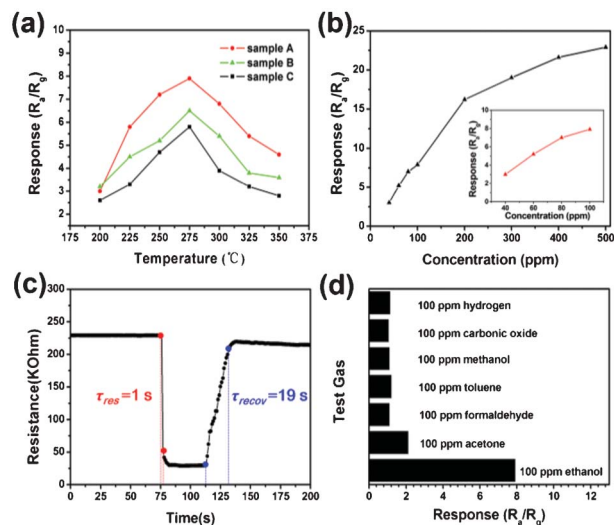 (a)
Response (Ra/Rg)
10
9
8
7
6
5
4
3
2
sample A
sample B
sample C
175 200 225 250 275 300 325 350 375
Temperature (℃)
(b)
Response (Ra/Rg)
25
20
15
10
5
0
Response (Ra/Rg)
8
6
4
2
0
40 60 80 100
Concentration (ppm)
0 100 200 300 400 500
Concentration (ppm)
(c)
Resistance(KOhm)
300
250
200
150
100
50
0
τres=1 s
τrecov=19 s
0 25 50 75 100 125 150 175 200
Time(s)
(d)
Test Gas
100 ppm hydrogen
100 ppm carbonic oxide
100 ppm methanol
100 ppm toluene
100 ppm formaldehyde
100 ppm acetone
100 ppm ethanol
0 2 4 6 8 10 12
Response (Ra/Rg)